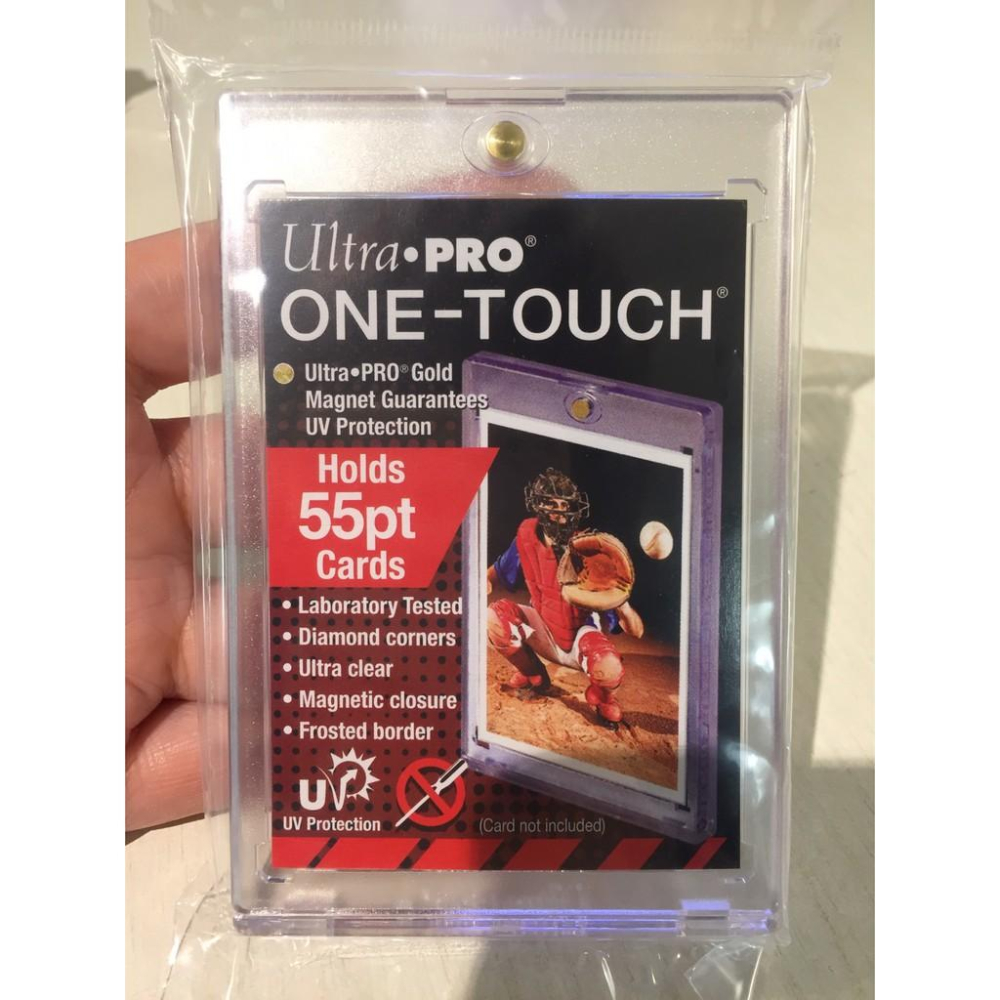 Ultra•PRO®
ONE-TOUCH®
Ultra•PRO® Gold
Magnet Guarantees
UV Protection
Holds
55pt
Cards
• Laboratory Tested
• Diamond corners
• Ultra clear
• Magnetic closure
• Frosted border
UV
UV Protection
(Card not included)